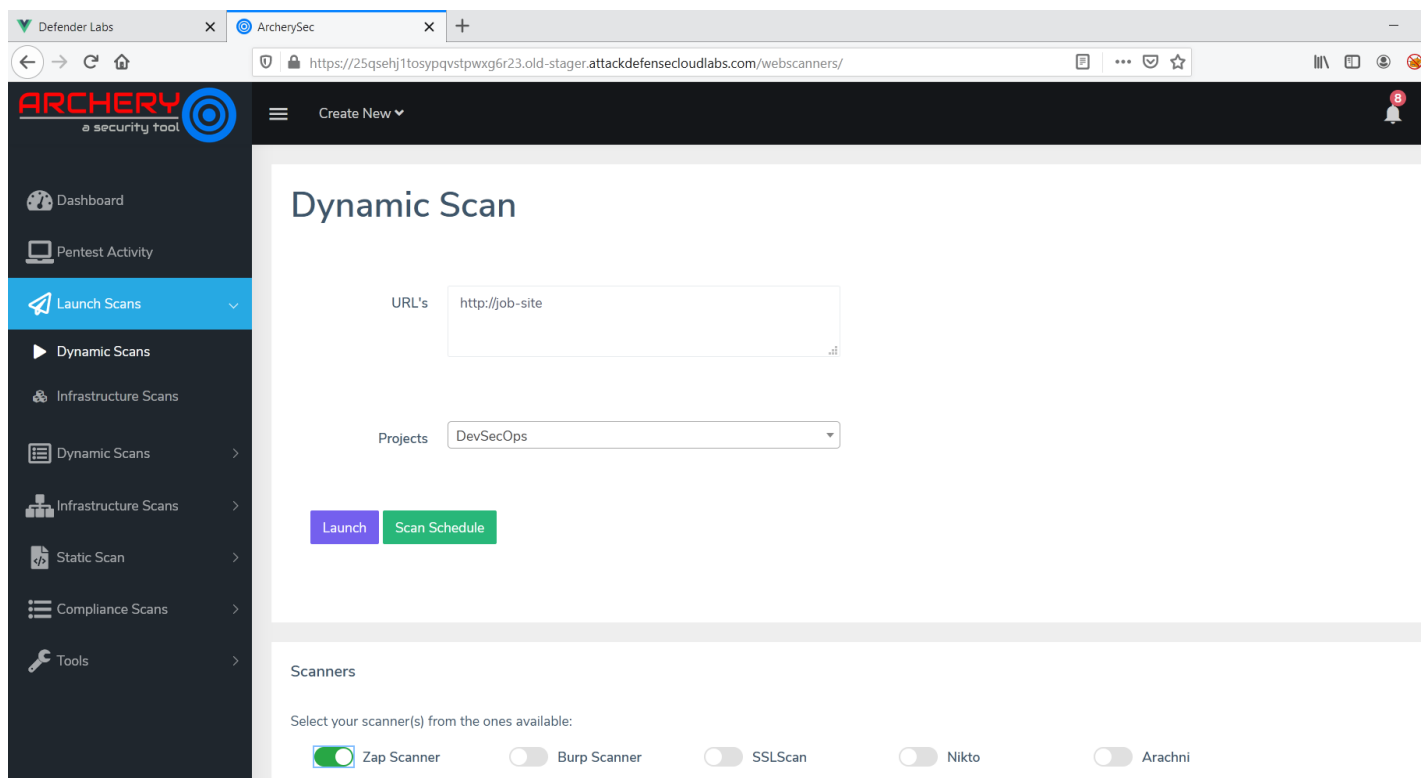 Defender Labs
ArcherySec
https://25qsehj1tosypqvstpwxg6r23.old-stager.attackdefensecloudlabs.com/webscanners/
ARCHERY
a security tool
Create New
8
Dashboard
Pentest Activity
Launch Scans
Dynamic Scans
Infrastructure Scans
Dynamic Scans
Infrastructure Scans
Static Scan
Compliance Scans
Tools
Dynamic Scan
URL's
http://job-site
Projects
DevSecOps
Launch Scan Schedule
Scanners
Select your scanner(s) from the ones available:
Zap Scanner Burp Scanner SSLScan Nikto Arachni